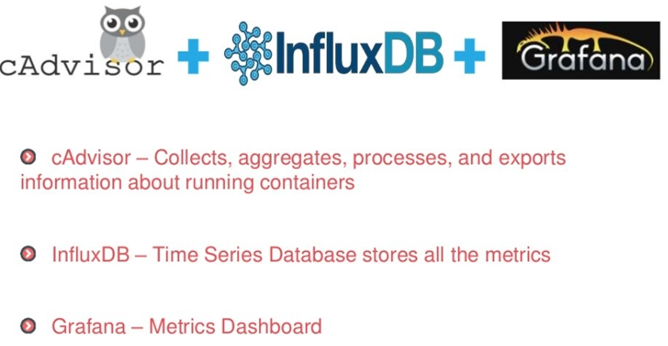 cAdvisor + InfluxDB + Grafana
cAdvisor – Collects, aggregates, processes, and exports
information about running containers
InfluxDB – Time Series Database stores all the metrics
Grafana – Metrics Dashboard